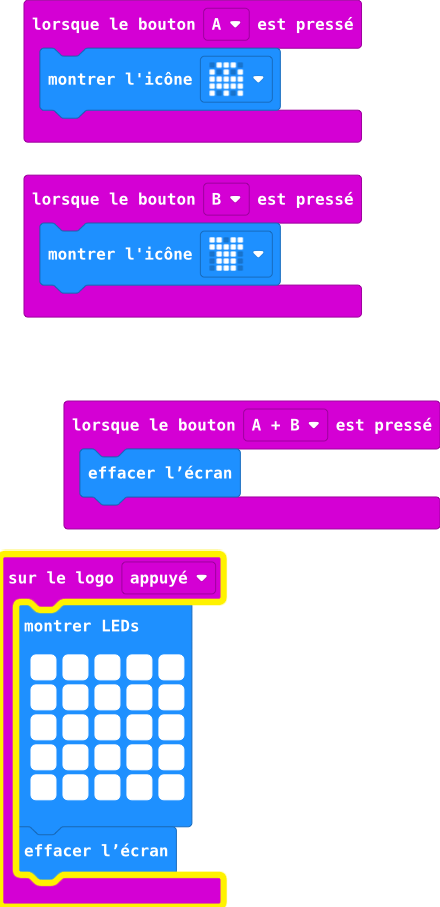 lorsque le bouton A est pressé
montrer l'icône
lorsque le bouton B est pressé
montrer l'icône
lorsque le bouton A + B est pressé
effacer l’écran
sur le logo appuyé
montrer LEDs
effacer l’écran